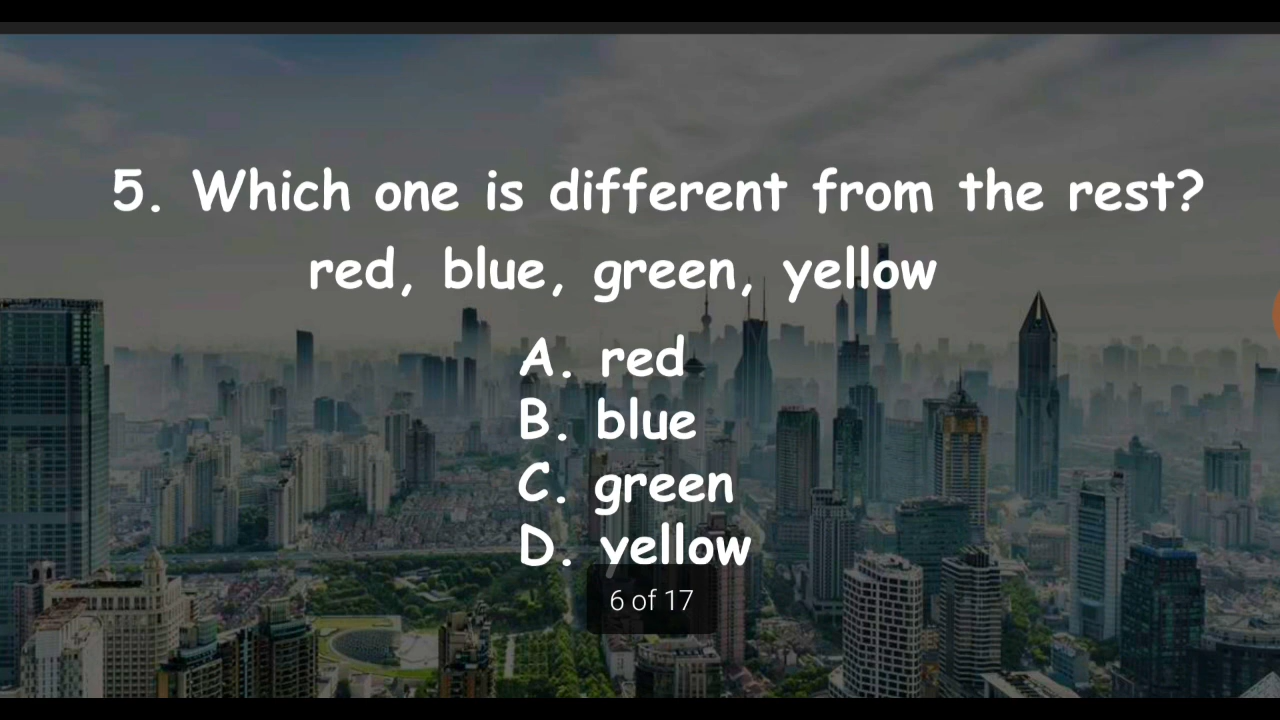 5. Which one is different from the rest?
red, blue, green, yellow
A. red
B. blue
C. green
D. yellow
6 of 17